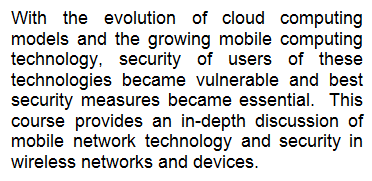 With the evolution of cloud computing
models and the growing mobile computing
technology, security of users of these
technologies became vulnerable and best
security measures became essential.  This
course provides an in-depth discussion of
mobile network technology and security in
wireless networks and devices.